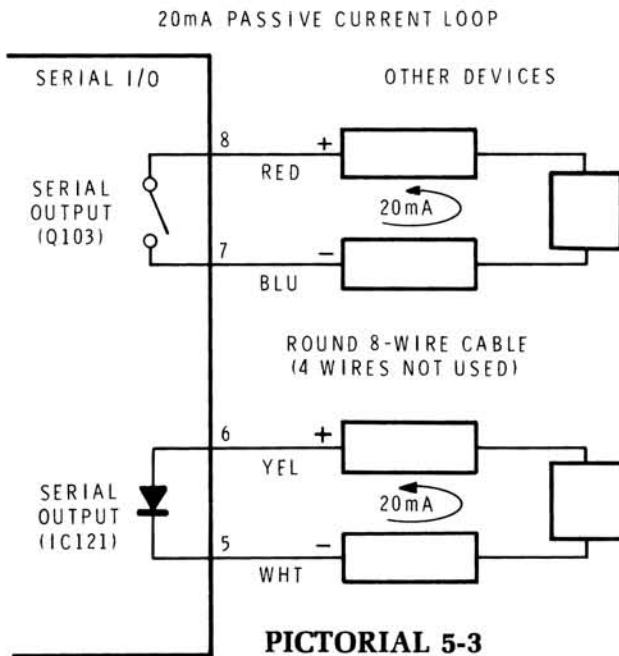 20mA PASSIVE CURRENT LOOP
SERIAL I/O
OTHER DEVICES
8
+
RED
SERIAL
OUTPUT
(Q103)
20mA
7
−
BLU
ROUND 8-WIRE CABLE
(4 WIRES NOT USED)
6
+
YEL
SERIAL
OUTPUT
(IC121)
20mA
5
−
WHT
PICTORIAL 5-3